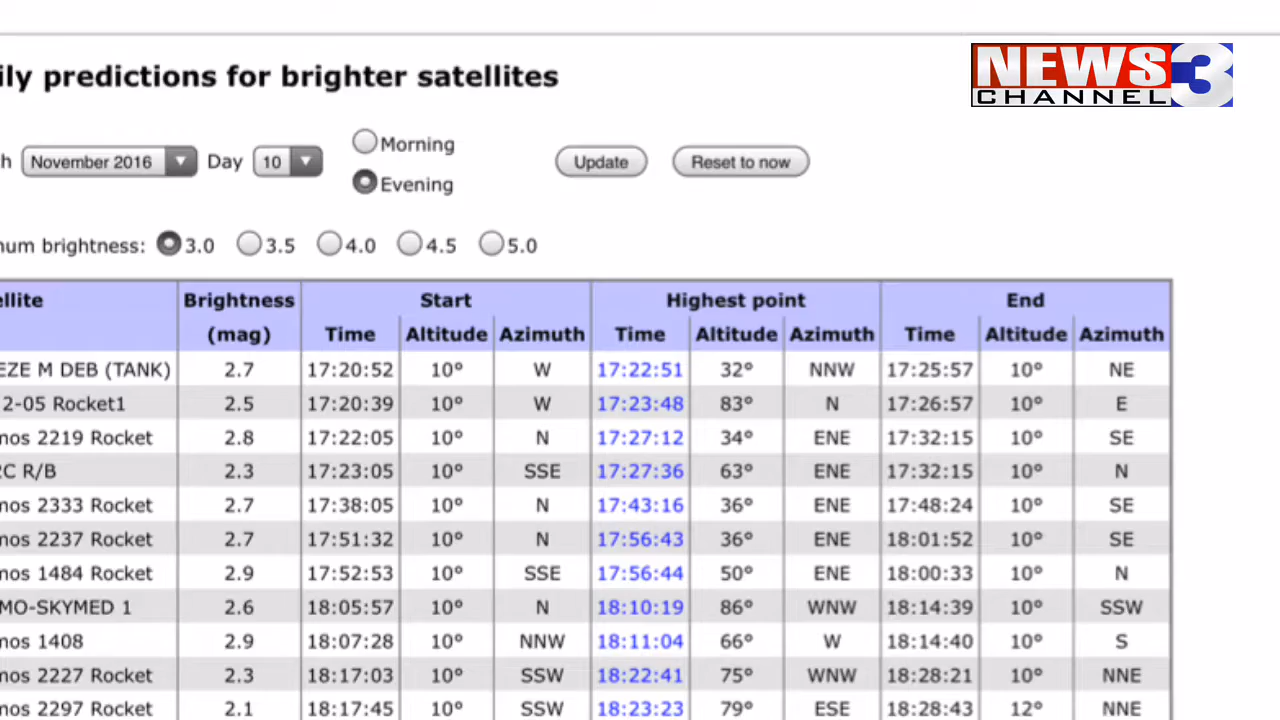 NEWS 3
CHANNEL
ily predictions for brighter satellites
h November 2016 Day 10 Morning Evening Update Reset to now
num brightness: 3.0 3.5 4.0 4.5 5.0
ellite Brightness Start Highest point End
(mag) Time Altitude Azimuth Time Altitude Azimuth Time Altitude Azimuth
EZE M DEB (TANK) 2.7 17:20:52 10° W 17:22:51 32° NNW 17:25:57 10° NE
2-05 Rocket1 2.5 17:20:39 10° W 17:23:48 83° N 17:26:57 10° E
mos 2219 Rocket 2.8 17:22:05 10° N 17:27:12 34° ENE 17:32:15 10° SE
RC R/B 2.3 17:23:05 10° SSE 17:27:36 63° ENE 17:32:15 10° N
mos 2333 Rocket 2.7 17:38:05 10° N 17:43:16 36° ENE 17:48:24 10° SE
mos 2237 Rocket 2.7 17:51:32 10° N 17:56:43 36° ENE 18:01:52 10° SE
mos 1484 Rocket 2.9 17:52:53 10° SSE 17:56:44 50° ENE 18:00:33 10° N
MO-SKYMED 1 2.6 18:05:57 10° N 18:10:19 86° WNW 18:14:39 10° SSW
mos 1408 2.9 18:07:28 10° NNW 18:11:04 66° W 18:14:40 10° S
mos 2227 Rocket 2.3 18:17:03 10° SSW 18:22:41 75° WNW 18:28:21 10° NNE
mos 2297 Rocket 2.1 18:17:45 10° SSW 18:23:23 79° ESE 18:28:43 12° NNE